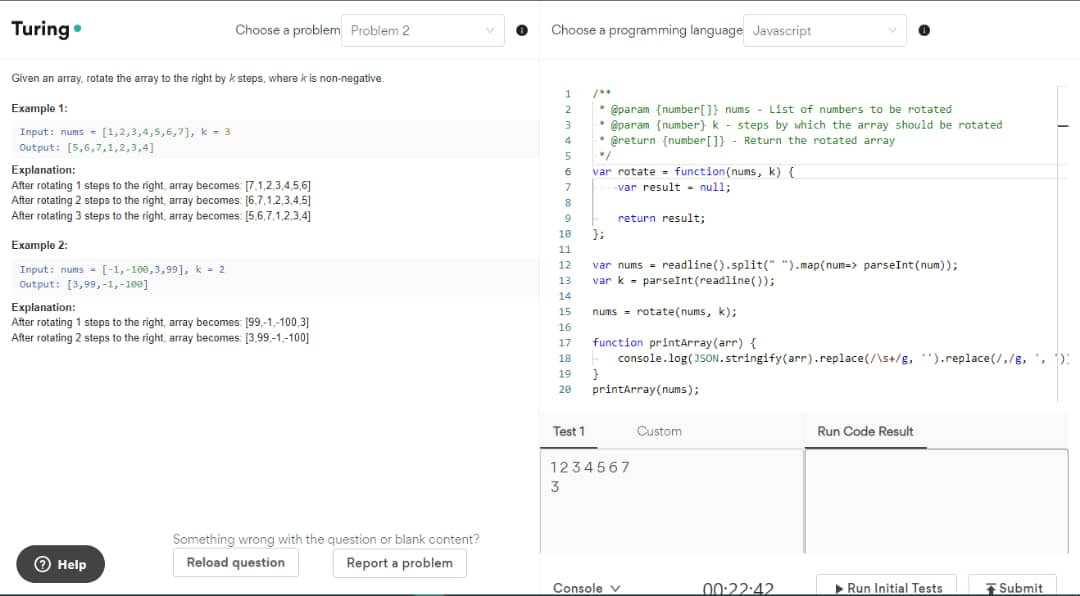 Turing
Choose a problem Problem 2
Choose a programming language Javascript
Given an array, rotate the array to the right by k steps, where k is non-negative.
Example 1:
Input: nums = [1,2,3,4,5,6,7], k = 3
Output: [5,6,7,1,2,3,4]
Explanation:
After rotating 1 steps to the right, array becomes: [7,1,2,3,4,5,6]
After rotating 2 steps to the right, array becomes: [6,7,1,2,3,4,5]
After rotating 3 steps to the right, array becomes: [5,6,7,1,2,3,4]
Example 2:
Input: nums = [-1,-100,3,99], k = 2
Output: [3,99,-1,-100]
Explanation:
After rotating 1 steps to the right, array becomes: [99,-1,-100,3]
After rotating 2 steps to the right, array becomes: [3,99,-1,-100]
Something wrong with the question or blank content?
Help
Reload question
Report a problem
1 /**
2 * @param {number[]} nums - List of numbers to be rotated
3 * @param {number} k - steps by which the array should be rotated
4 * @return {number[]} - Return the rotated array
5 */
6 var rotate = function(nums, k) {
7 var result = null;
8
9 return result;
10 };
11
12 var nums = readline().split(" ").map(num=> parseInt(num));
13 var k = parseInt(readline());
14
15 nums = rotate(nums, k);
16
17 function printArray(arr) {
18 console.log(JSON.stringify(arr).replace(/\s+/g, '').replace(/,/g, ', ')
19 }
20 printArray(nums);
Test 1
Custom
Run Code Result
1 2 3 4 5 6 7
3
Console
00:22:42
Run Initial Tests
Submit